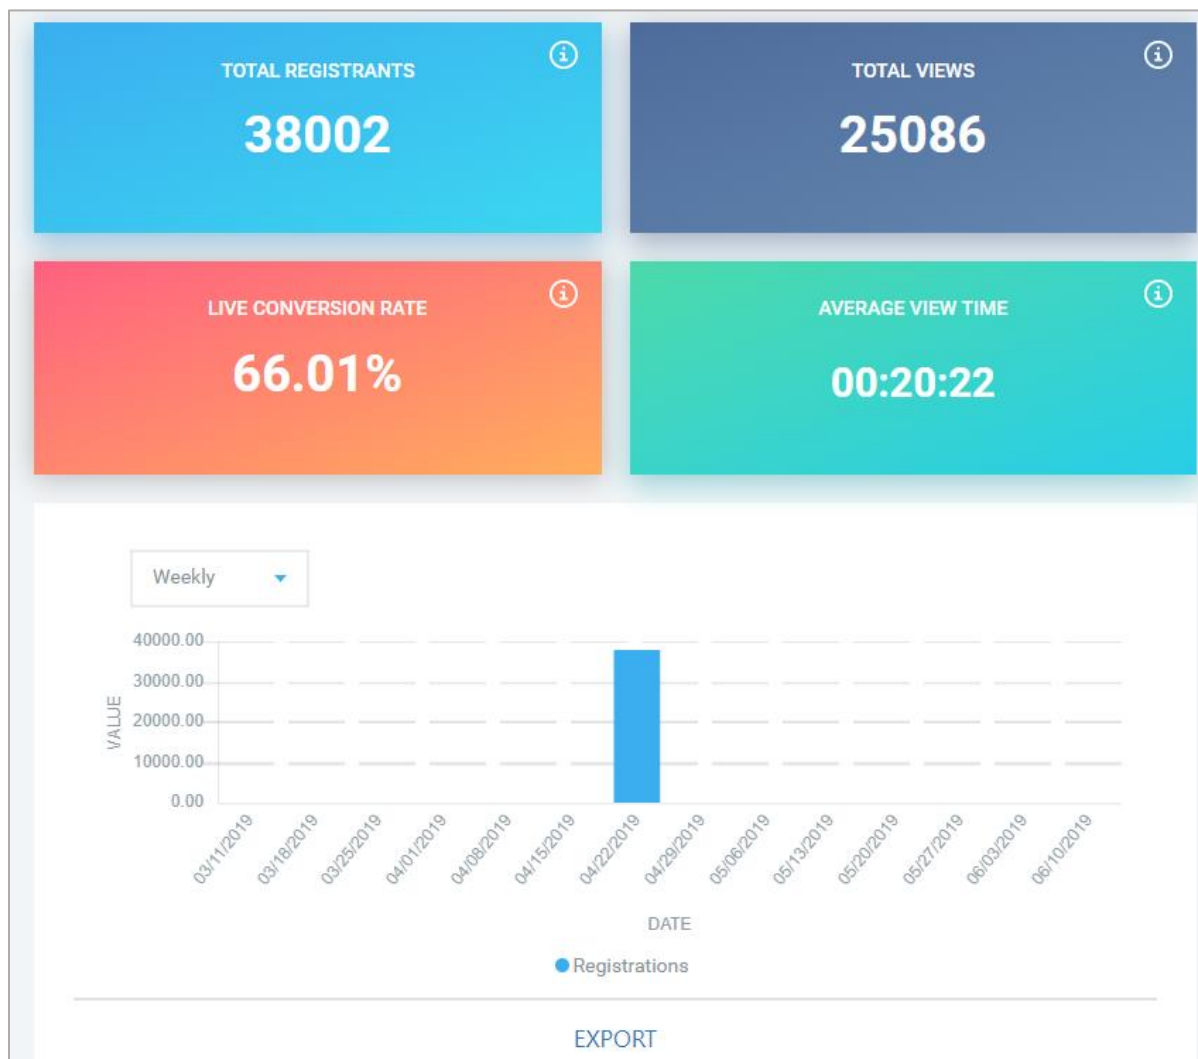 TOTAL REGISTRANTS
38002
TOTAL VIEWS
25086
LIVE CONVERSION RATE
66.01%
AVERAGE VIEW TIME
00:20:22
Weekly
40000.00
30000.00
20000.00
10000.00
0.00
VALUE
03/11/2019
03/18/2019
03/25/2019
04/01/2019
04/08/2019
04/15/2019
04/22/2019
04/29/2019
05/06/2019
05/13/2019
05/20/2019
05/27/2019
06/03/2019
06/10/2019
DATE
Registrations
EXPORT